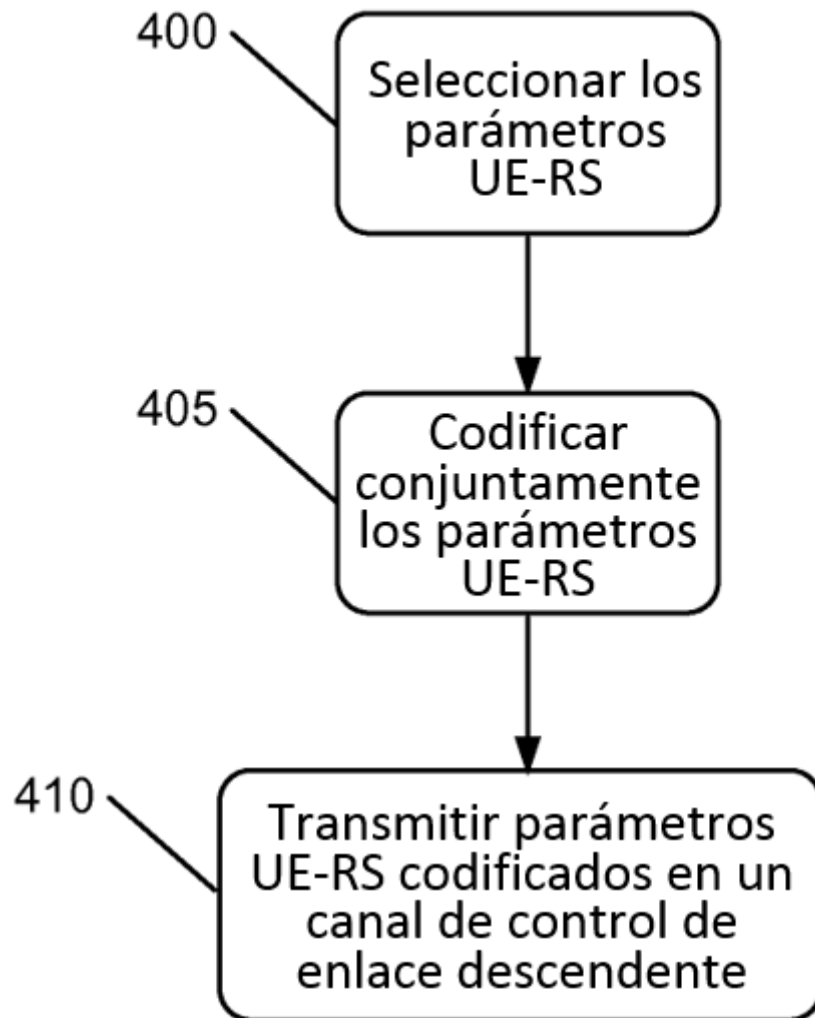 400
Seleccionar los
parámetros
UE-RS
405
Codificar
conjuntamente
los parámetros
UE-RS
410
Transmitir parámetros
UE-RS codificados en un
canal de control de
enlace descendente